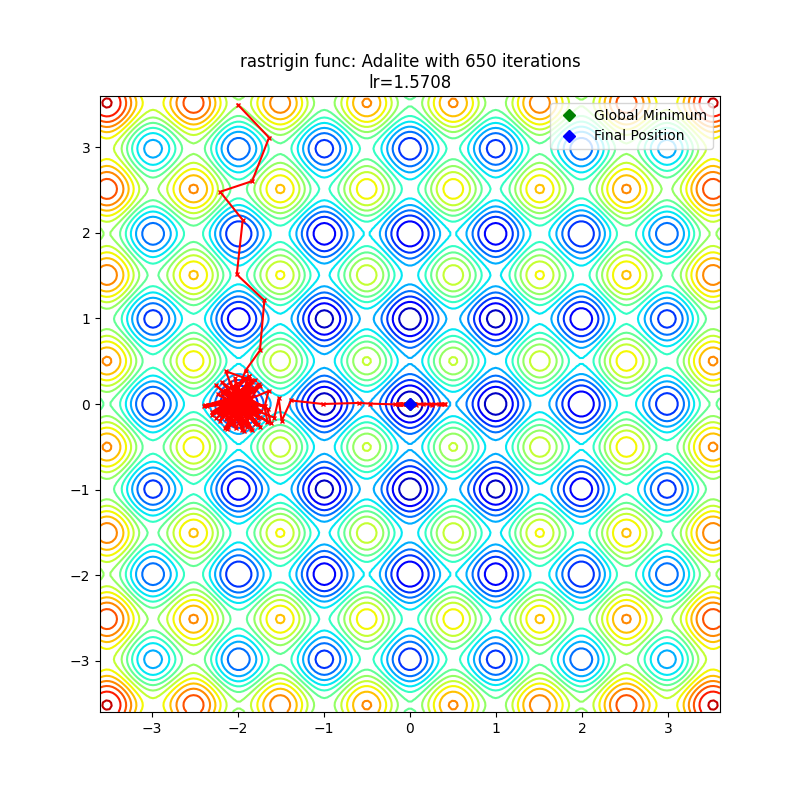 rastrigin func: Adalite with 650 iterations
lr=1.5708
Global Minimum
Final Position
3
2
1
0
−1
−2
−3
−3 −2 −1 0 1 2 3